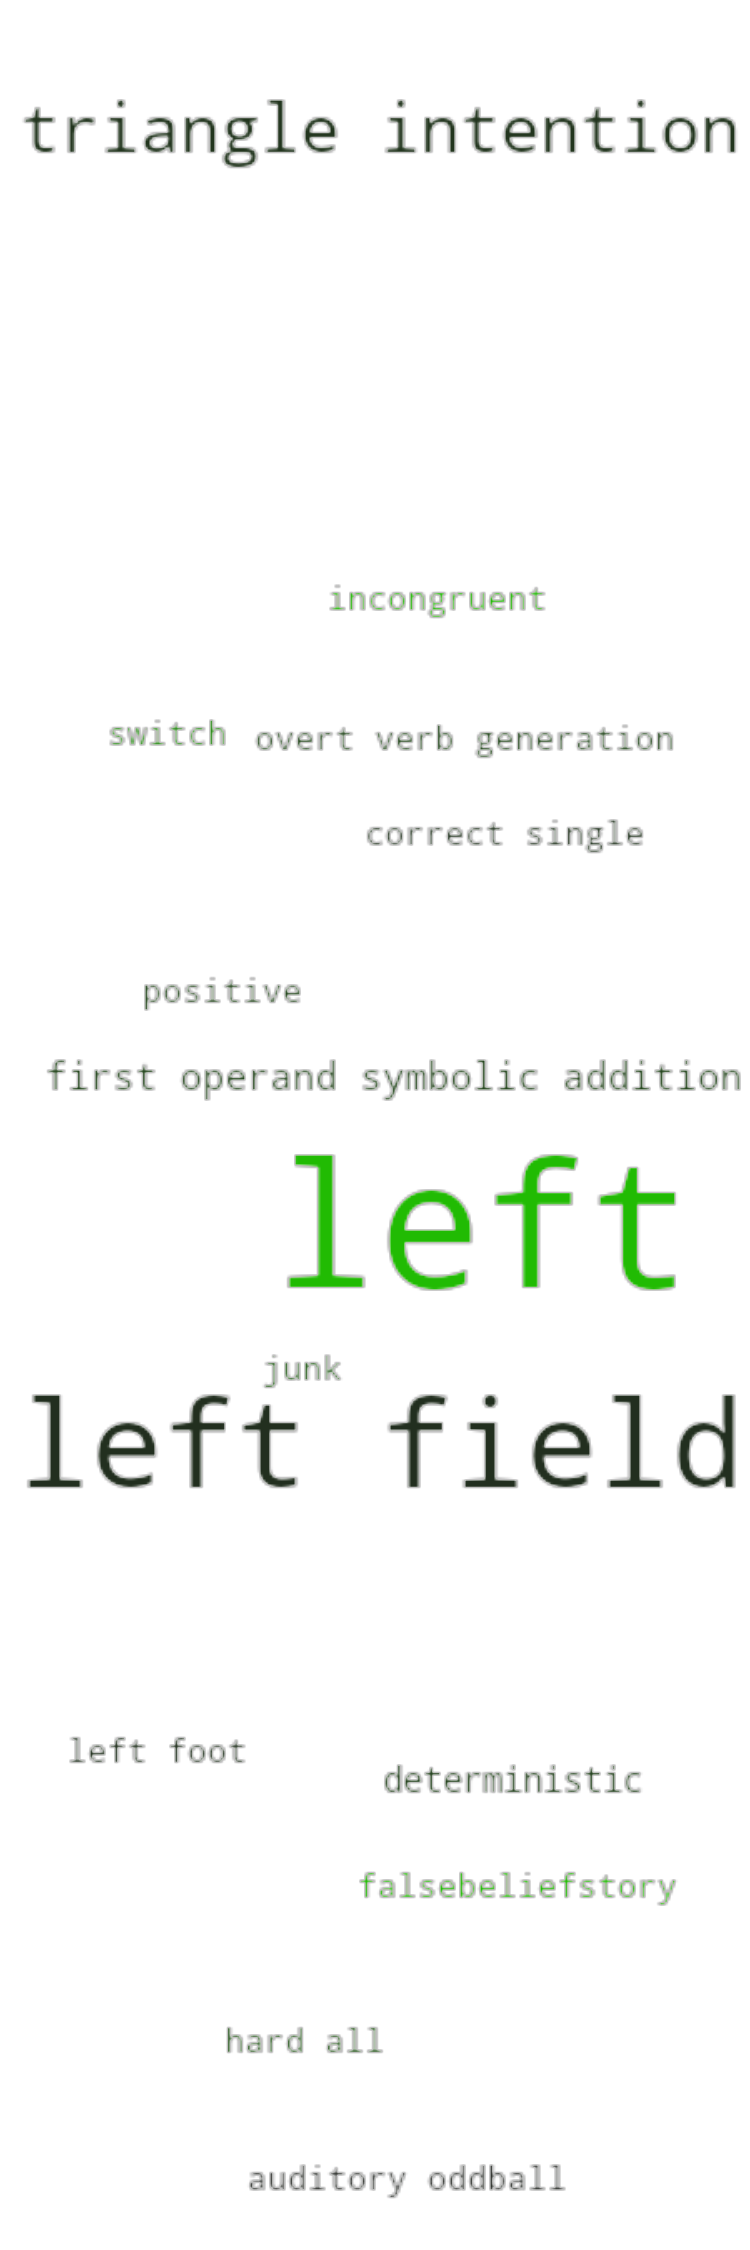 triangle intention
incongruent
switch overt verb generation
correct single
positive
first operand symbolic addition
left
junk
left field
left foot
deterministic
falsebeliefstory
hard all
auditory oddball